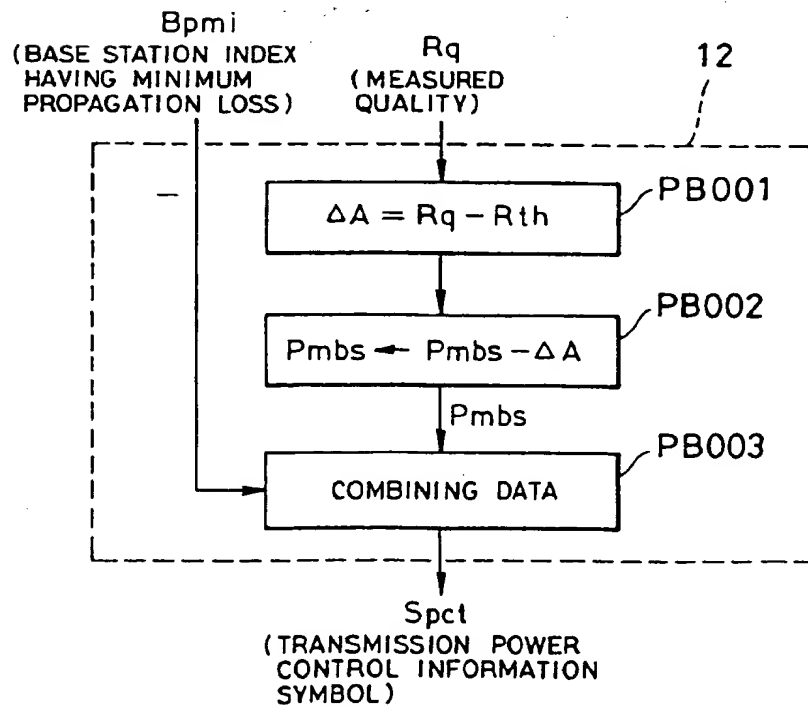 Bpmi
(BASE STATION INDEX
HAVING MINIMUM
PROPAGATION LOSS)
Rq
(MEASURED
QUALITY)
12
PB001
ΔA = Rq – Rth
PB002
Pmbs ← Pmbs – ΔA
Pmbs
PB003
COMBINING DATA
Spct
(TRANSMISSION POWER
CONTROL INFORMATION
SYMBOL)